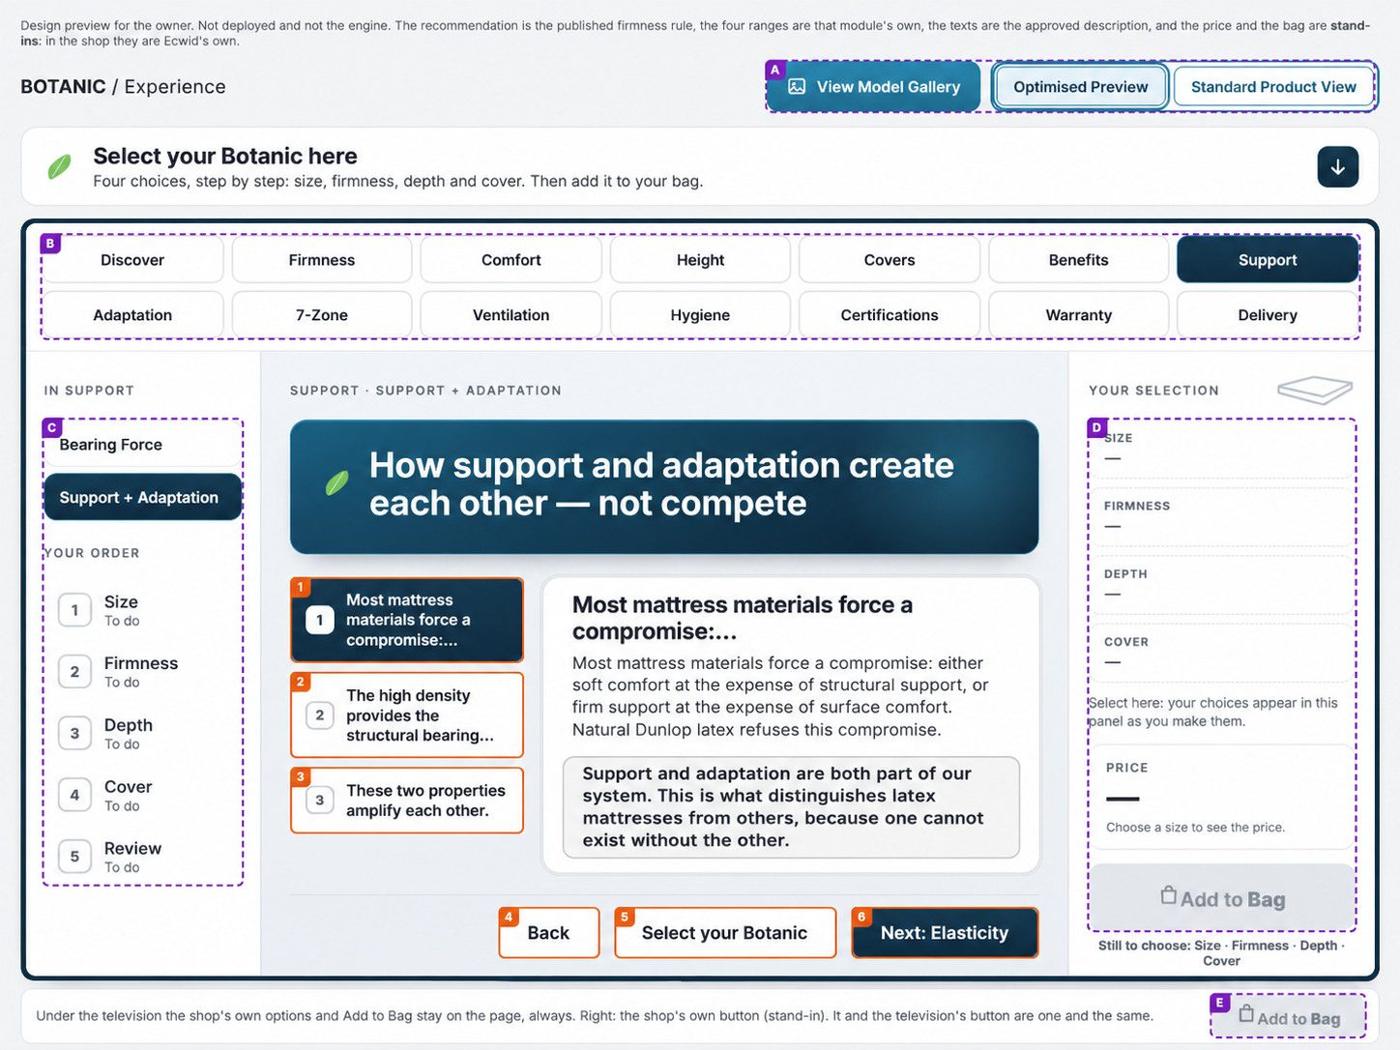 Design preview for the owner. Not deployed and not the engine. The recommendation is the published firmness rule, the four ranges are that module's own, the texts are the approved description, and the price and the bag are stand-
ins: in the shop they are Ecwid's own.
BOTANIC / Experience
A
View Model Gallery
Optimised Preview
Standard Product View
Select your Botanic here
Four choices, step by step: size, firmness, depth and cover. Then add it to your bag.
B
Discover
Firmness
Comfort
Height
Covers
Benefits
Support
Adaptation
7-Zone
Ventilation
Hygiene
Certifications
Warranty
Delivery
IN SUPPORT
C
Bearing Force
Support + Adaptation
YOUR ORDER
1
Size
To do
2
Firmness
To do
3
Depth
To do
4
Cover
To do
5
Review
To do
SUPPORT · SUPPORT + ADAPTATION
How support and adaptation create
each other — not compete
1
1
Most mattress
materials force a
compromise:...
2
2
The high density
provides the
structural bearing...
3
3
These two properties
amplify each other.
Most mattress materials force a
compromise:...
Most mattress materials force a compromise: either
soft comfort at the expense of structural support, or
firm support at the expense of surface comfort.
Natural Dunlop latex refuses this compromise.
Support and adaptation are both part of our
system. This is what distinguishes latex
mattresses from others, because one cannot
exist without the other.
4
Back
5
Select your Botanic
6
Next: Elasticity
YOUR SELECTION
D
SIZE
—
FIRMNESS
—
DEPTH
—
COVER
—
Select here: your choices appear in this
panel as you make them.
PRICE
—
Choose a size to see the price.
Add to Bag
Still to choose: Size · Firmness · Depth ·
Cover
Under the television the shop's own options and Add to Bag stay on the page, always. Right: the shop's own button (stand-in). It and the television's button are one and the same.
E
Add to Bag